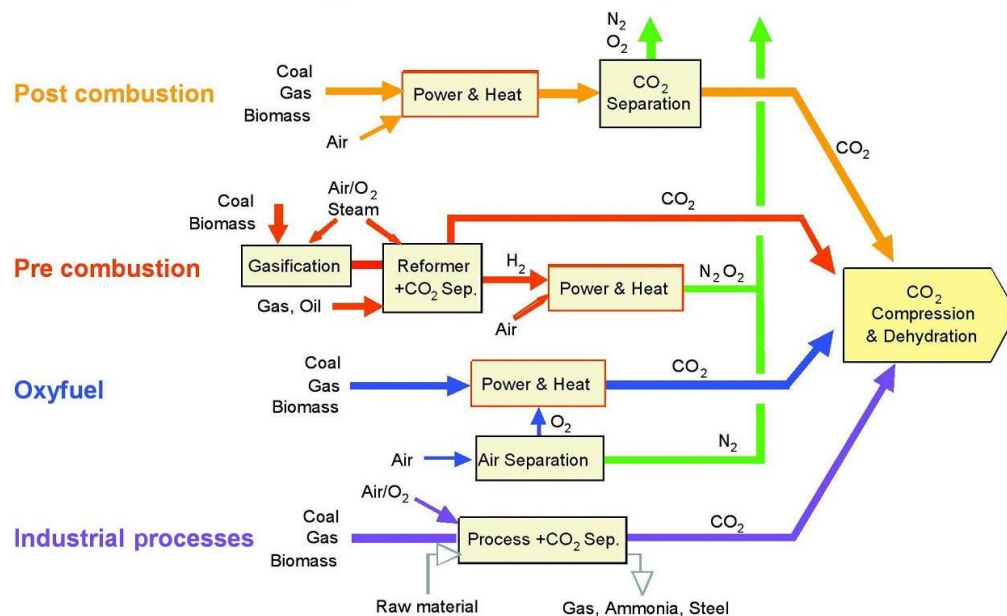 N₂
O₂
Coal
Gas
Biomass
Post combustion
Power & Heat
CO₂
Separation
Air
CO₂
Coal
Biomass
Air/O₂
Steam
CO₂
Pre combustion
Gasification
Reformer
+CO₂ Sep.
H₂
Power & Heat
N₂ O₂
Gas, Oil
Air
CO₂
Compression
& Dehydration
Oxyfuel
Coal
Gas
Biomass
Power & Heat
CO₂
O₂
Air
Air Separation
N₂
Air/O₂
Industrial processes
Coal
Gas
Biomass
Process +CO₂ Sep.
CO₂
Raw material
Gas, Ammonia, Steel